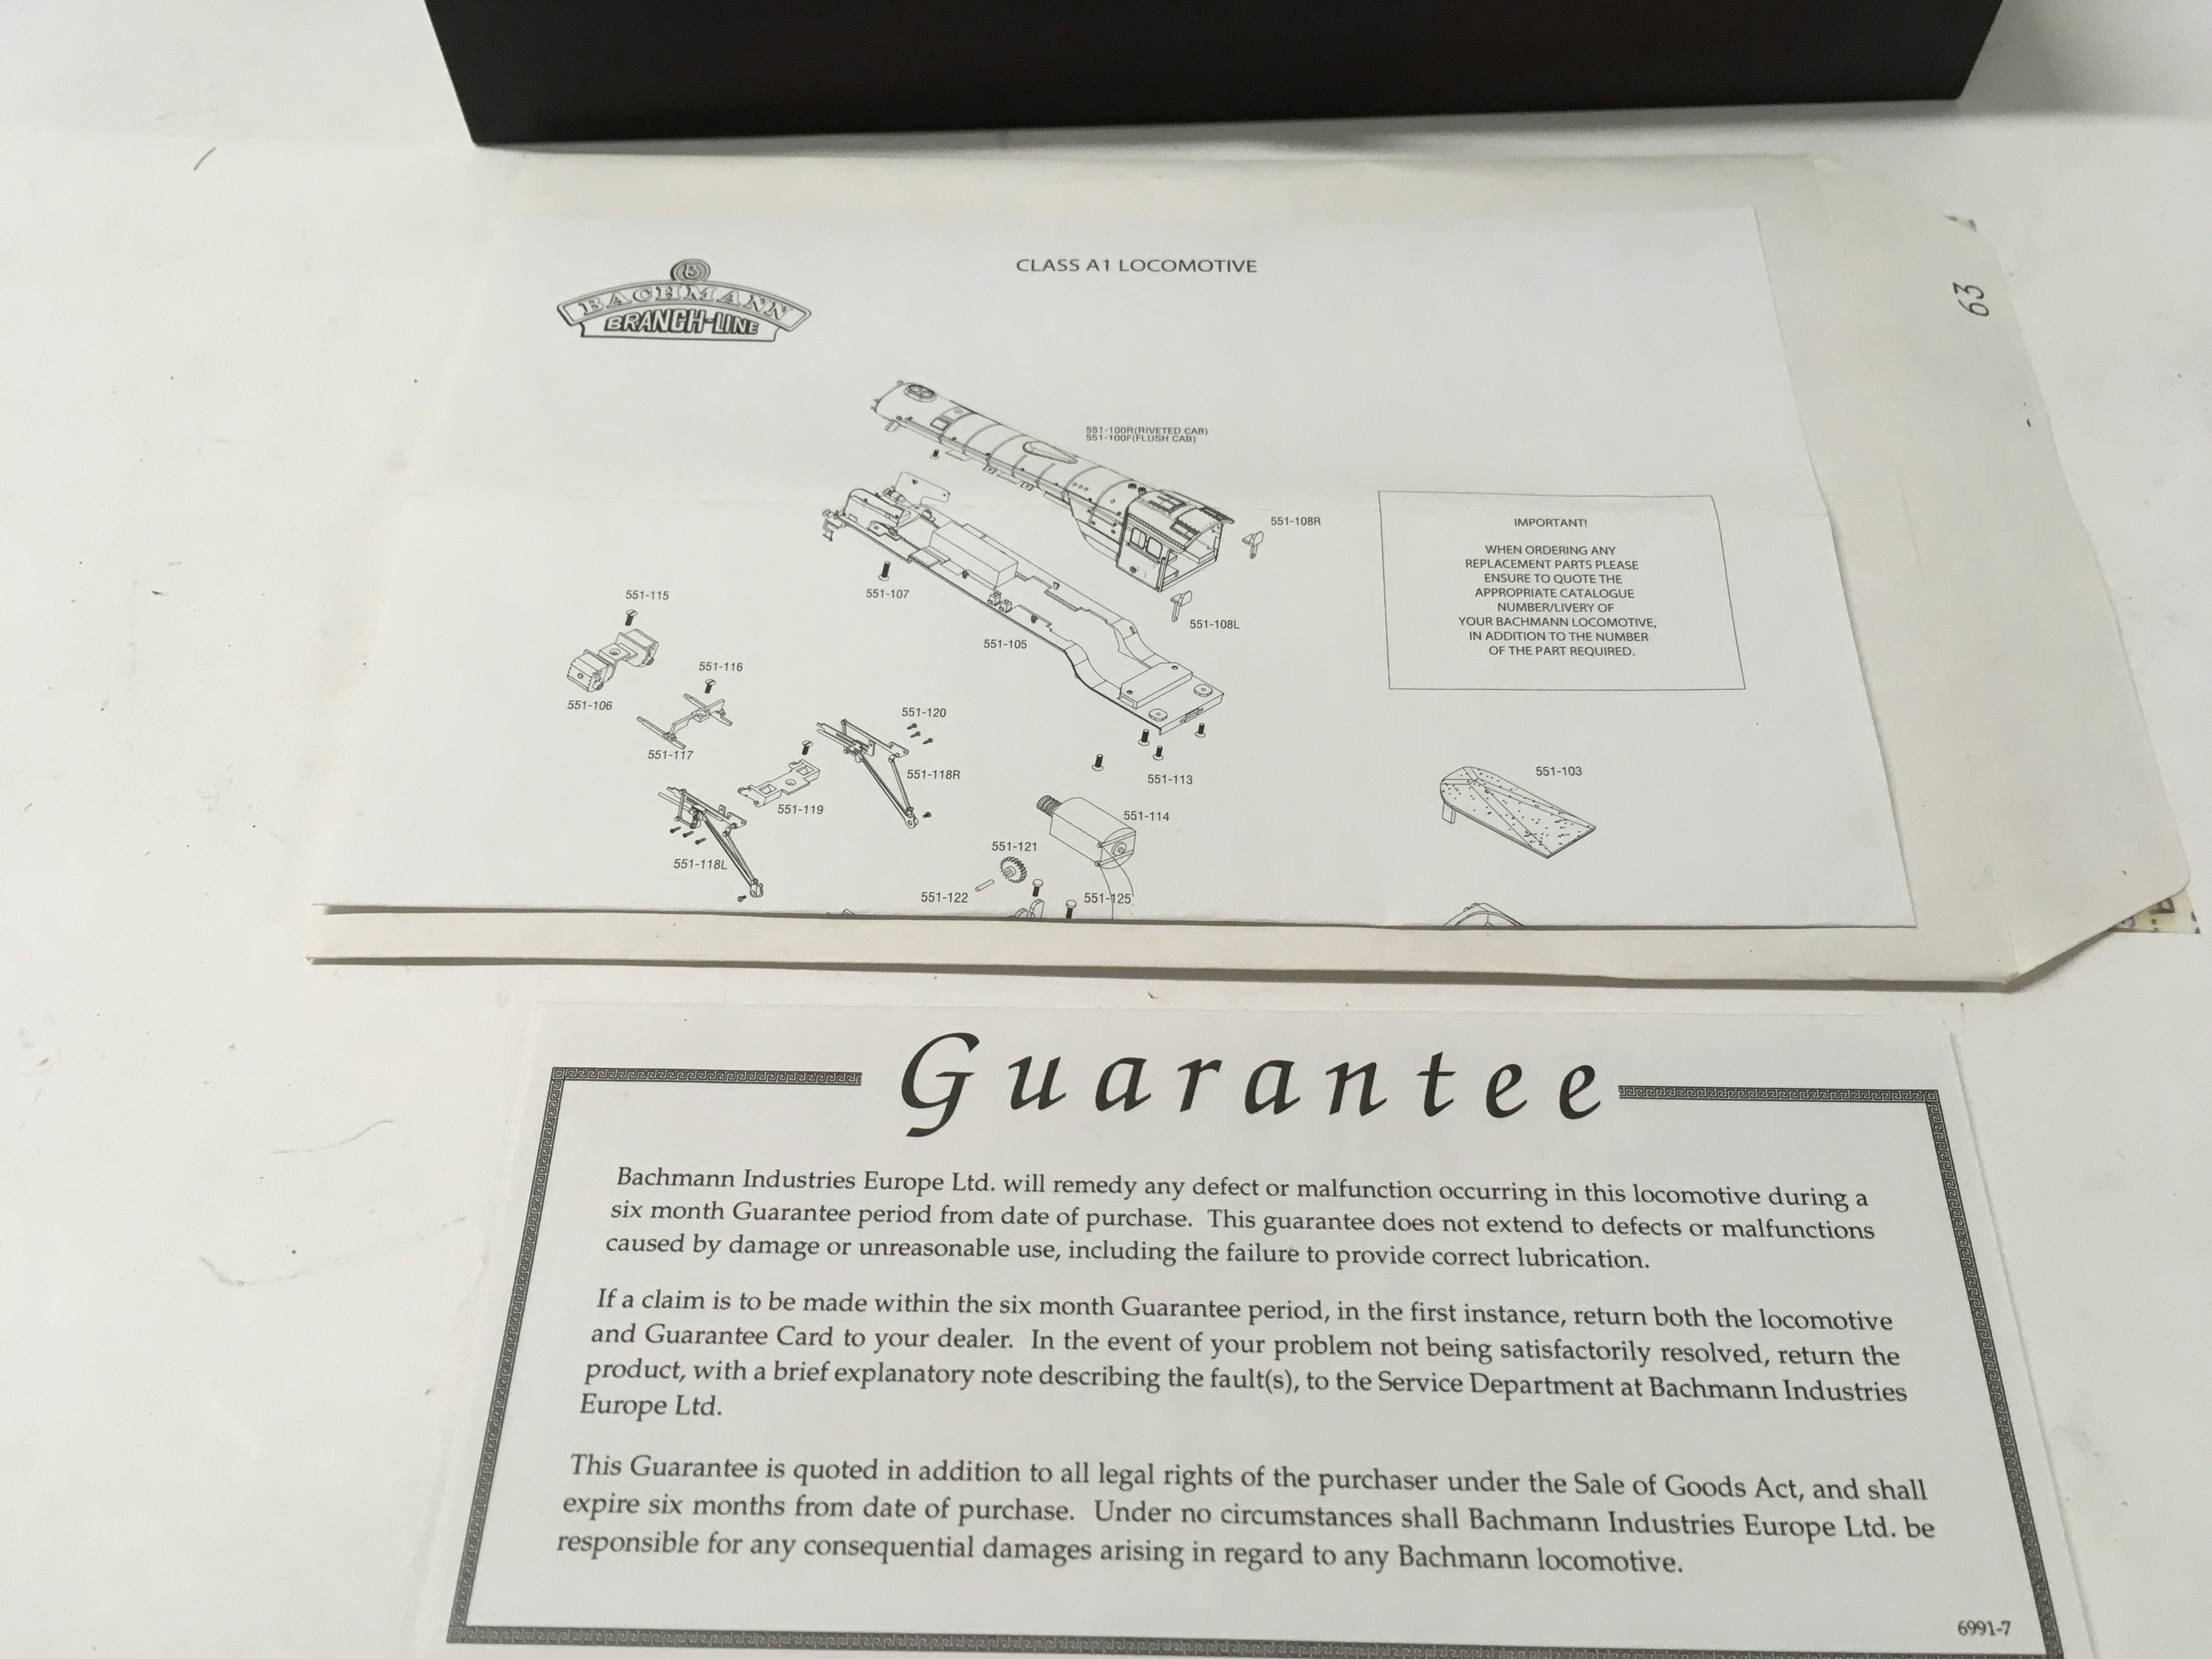 B
BACHMANN
BRANCH-LINE
CLASS A1 LOCOMOTIVE
63
551-100R(RIVETED CAB)
551-100F(FLUSH CAB)
551-108R
551-108L
551-107
551-105
551-115
551-106
551-116
551-117
551-120
551-118R
551-119
551-118L
551-113
551-114
551-121
551-122
551-125
551-103
IMPORTANT!
WHEN ORDERING ANY
REPLACEMENT PARTS PLEASE
ENSURE TO QUOTE THE
APPROPRIATE CATALOGUE
NUMBER/LIVERY OF
YOUR BACHMANN LOCOMOTIVE,
IN ADDITION TO THE NUMBER
OF THE PART REQUIRED.
Guarantee
Bachmann Industries Europe Ltd. will remedy any defect or malfunction occurring in this locomotive during a
six month Guarantee period from date of purchase. This guarantee does not extend to defects or malfunctions
caused by damage or unreasonable use, including the failure to provide correct lubrication.
If a claim is to be made within the six month Guarantee period, in the first instance, return both the locomotive
and Guarantee Card to your dealer. In the event of your problem not being satisfactorily resolved, return the
product, with a brief explanatory note describing the fault(s), to the Service Department at Bachmann Industries
Europe Ltd.
This Guarantee is quoted in addition to all legal rights of the purchaser under the Sale of Goods Act, and shall
expire six months from date of purchase. Under no circumstances shall Bachmann Industries Europe Ltd. be
responsible for any consequential damages arising in regard to any Bachmann locomotive.
6991-7